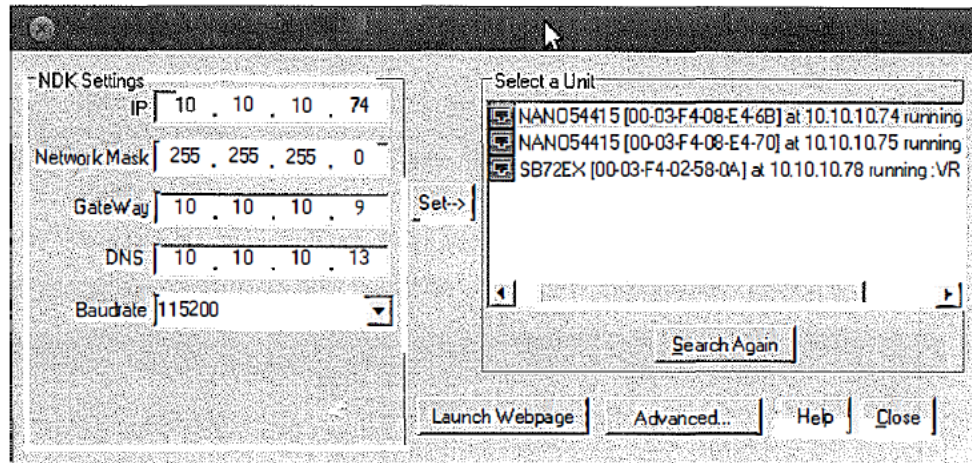 NDK Settings
IP 10 . 10 . 10 . 74
Network Mask 255 . 255 . 255 . 0
GateWay 10 . 10 . 10 . 9
DNS 10 . 10 . 10 . 13
Baudrate 115200
Set-->
Select a Unit
NANO54415 [00-03-F4-08-E4-6B] at 10.10.10.74 running
NANO54415 [00-03-F4-08-E4-70] at 10.10.10.75 running
SB72EX [00-03-F4-02-58-0A] at 10.10.10.78 running :VR
Search Again
Launch Webpage
Advanced...
Help
Close